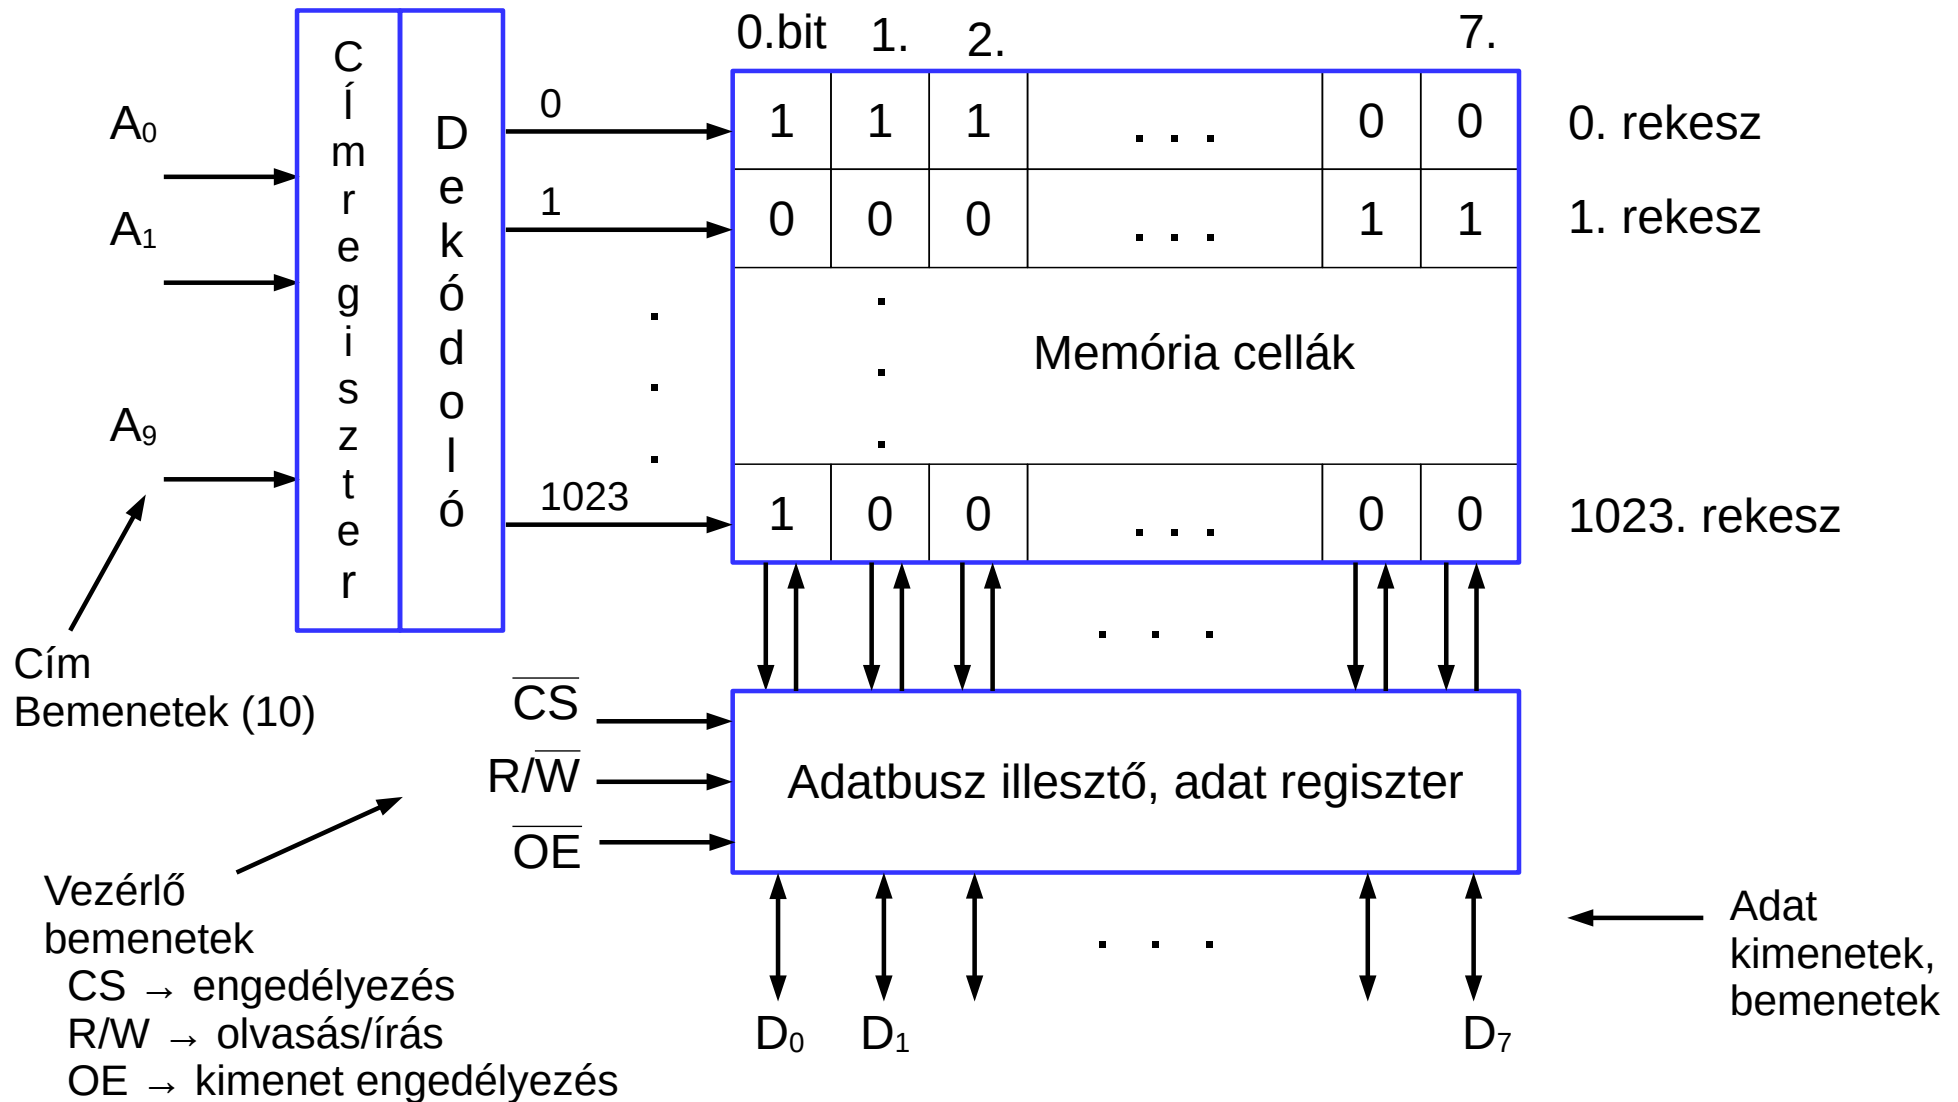 0.bit 1. 2. 7.
Címregiszter
Dekódoló
A0
A1
A9
0
1
1023
1 1 1 . . . 0 0
0. rekesz
0 0 0 . . . 1 1
1. rekesz
Memória cellák
1 0 0 . . . 0 0
1023. rekesz
Cím
Bemenetek (10)
C̅S̅
R/W̅
O̅E̅
Adatbusz illesztő, adat regiszter
Vezérlő
bemenetek
CS → engedélyezés
R/W → olvasás/írás
OE → kimenet engedélyezés
D0 D1 D7
Adat
kimenetek,
bemenetek